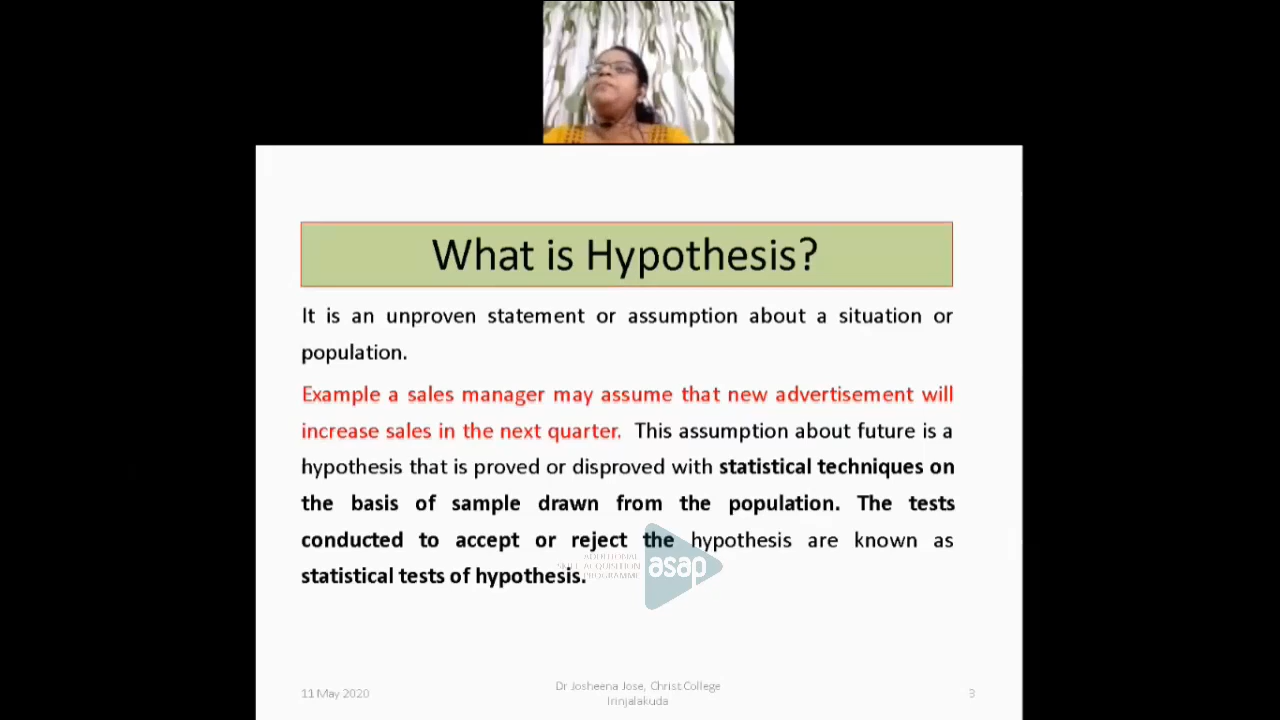 What is Hypothesis?
It is an unproven statement or assumption about a situation or
population.
Example a sales manager may assume that new advertisement will
increase sales in the next quarter. This assumption about future is a
hypothesis that is proved or disproved with statistical techniques on
the basis of sample drawn from the population. The tests
conducted to accept or reject the hypothesis are known as
statistical tests of hypothesis.
ADDITIONAL
SKILL ACQUISITION
PROGRAMME
asap
11 May 2020
Dr Josheena Jose, Christ College
Irinjalakuda
3